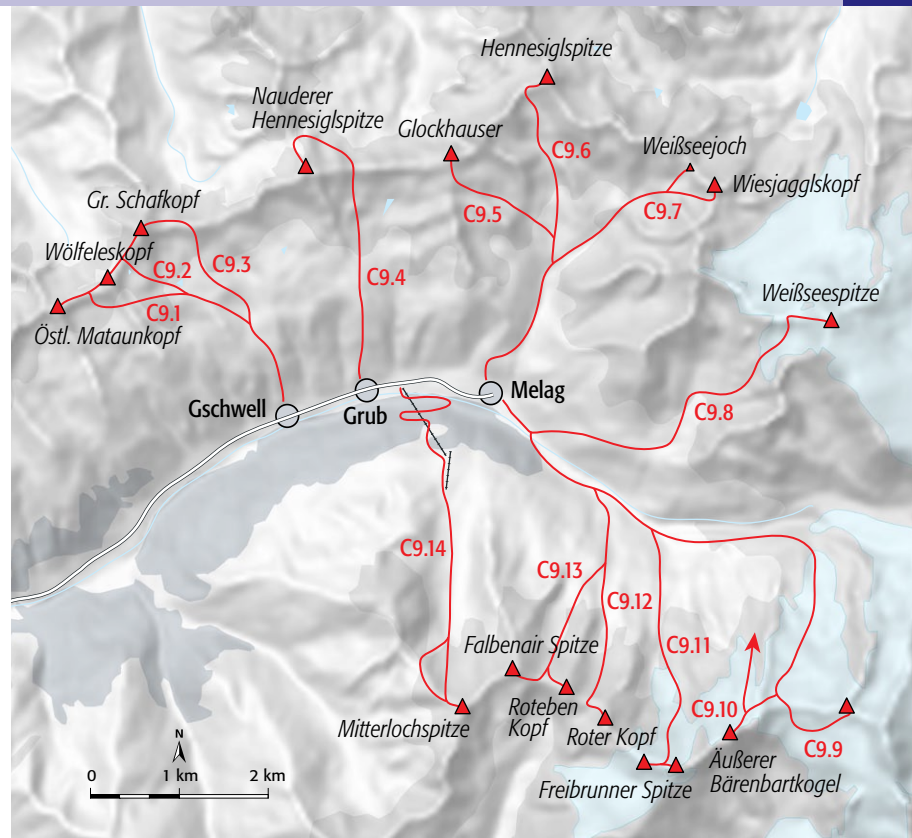 Hennesiglspitze
Nauderer
Hennesiglspitze
Glockhauser
C9.6
Weißseejoch
Wiesjagglskopf
Gr. Schafkopf
C9.5
C9.7
Wölfeleskopf
C9.2
C9.3
C9.4
C9.1
Östl. Mataunkopf
Weißseespitze
Gschwell
Grub
Melag
C9.8
C9.14
C9.13
C9.12
C9.11
Falbenair Spitze
Mitterlochspitze
Roteben
Kopf
Roter Kopf
C9.10
C9.9
Freibrunner Spitze
Äußerer
Bärenbartkogel
N
0 1 km 2 km